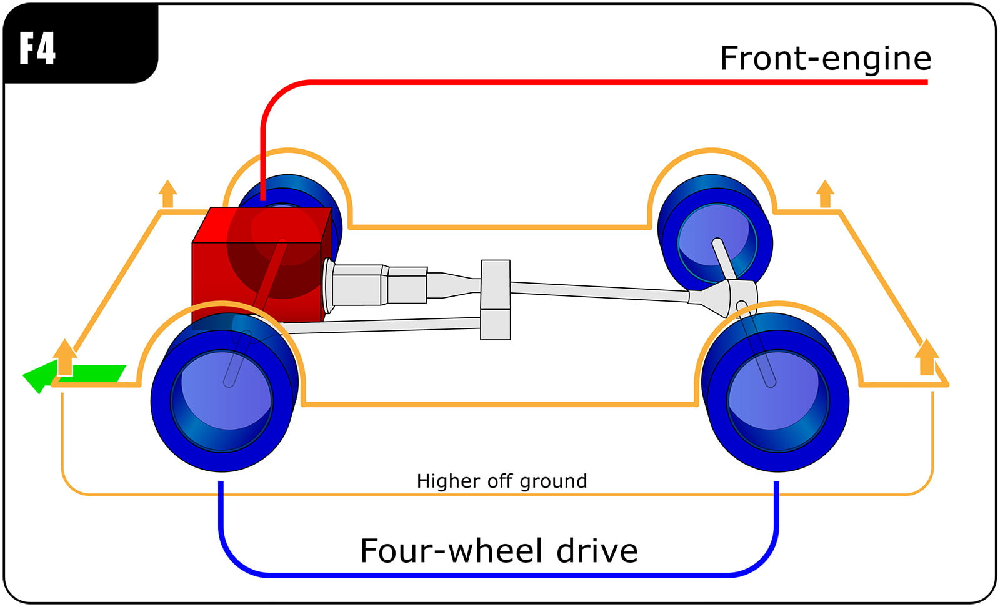 F4
Front-engine
Higher off ground
Four-wheel drive